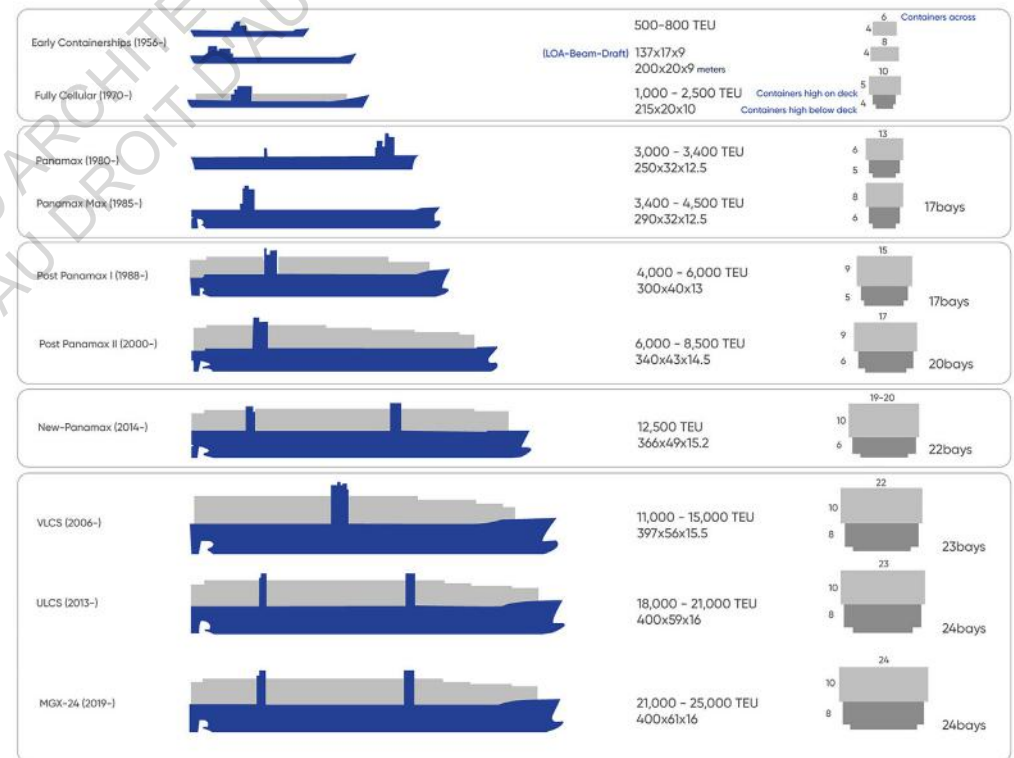 ARCHITE
AU DROIT D'AU
Early Containerships (1956-)
500-800 TEU
(LOA-Beam-Draft) 137x17x9
200x20x9 meters
6 Containers across
4
8
4
Fully Cellular (1970-)
1,000 - 2,500 TEU
215x20x10
10
Containers high on deck 5
Containers high below deck 4
Panamax (1980-)
3,000 - 3,400 TEU
250x32x12.5
13
6
5
Panamax Max (1985-)
3,400 - 4,500 TEU
290x32x12.5
8
6
17bays
Post Panamax I (1988-)
4,000 - 6,000 TEU
300x40x13
15
9
5
17bays
Post Panamax II (2000-)
6,000 - 8,500 TEU
340x43x14.5
17
9
6
20bays
New-Panamax (2014-)
12,500 TEU
366x49x15.2
19-20
10
6
22bays
VLCS (2006-)
11,000 - 15,000 TEU
397x56x15.5
22
10
8
23bays
ULCS (2013-)
18,000 - 21,000 TEU
400x59x16
23
10
8
24bays
MGX-24 (2019-)
21,000 - 25,000 TEU
400x61x16
24
10
8
24bays